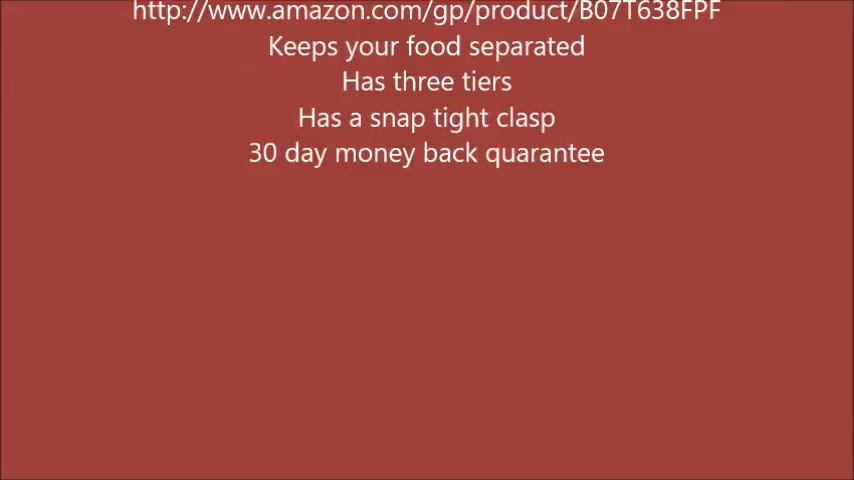 http://www.amazon.com/gp/product/B07T638FPF
Keeps your food separated
Has three tiers
Has a snap tight clasp
30 day money back quarantee